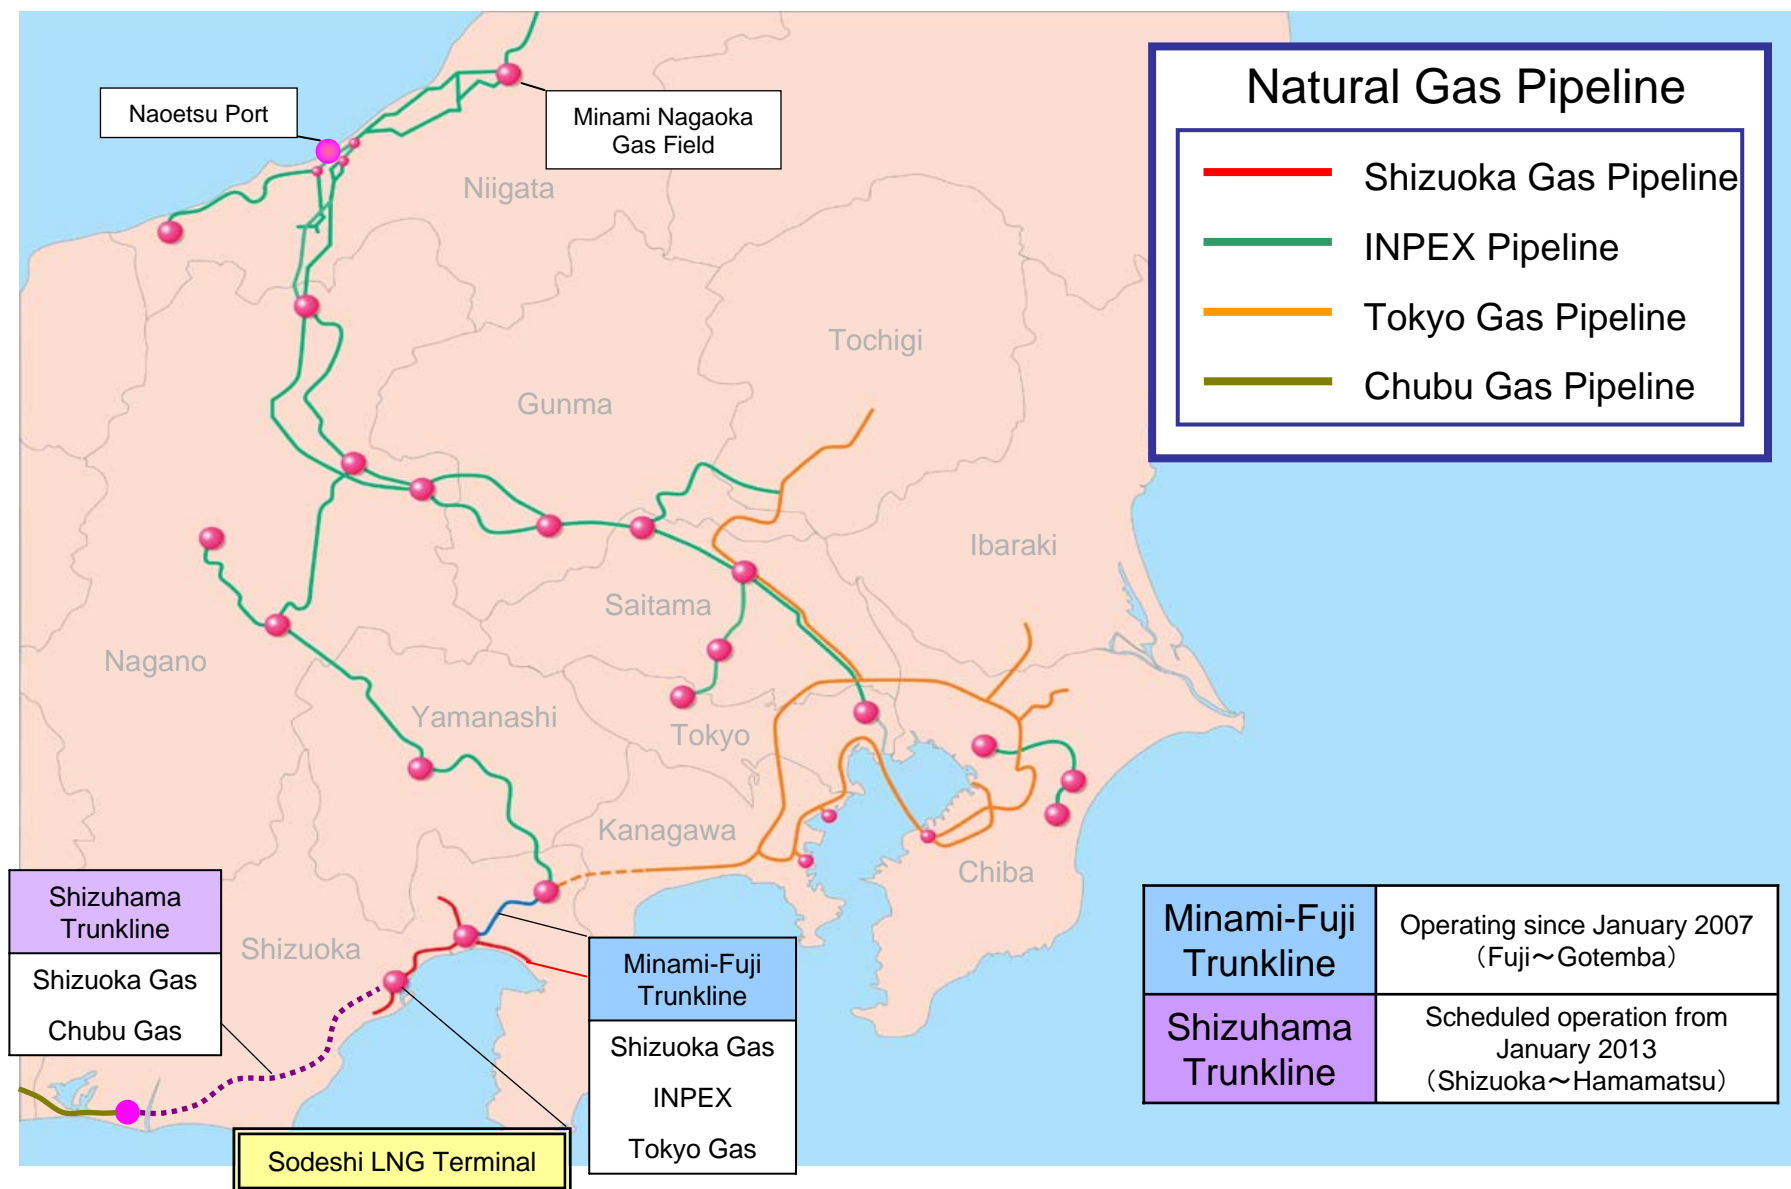 Natural Gas Pipeline
Shizuoka Gas Pipeline
INPEX Pipeline
Tokyo Gas Pipeline
Chubu Gas Pipeline
Naoetsu Port
Minami Nagaoka
Gas Field
Niigata
Tochigi
Gunma
Ibaraki
Saitama
Nagano
Yamanashi
Tokyo
Kanagawa
Chiba
Shizuoka
Shizuhama
Trunkline
Shizuoka Gas
Chubu Gas
Minami-Fuji
Trunkline
Shizuoka Gas
INPEX
Tokyo Gas
Sodeshi LNG Terminal
Minami-Fuji
Trunkline
Operating since January 2007
（Fuji～Gotemba）
Shizuhama
Trunkline
Scheduled operation from
January 2013
（Shizuoka～Hamamatsu）